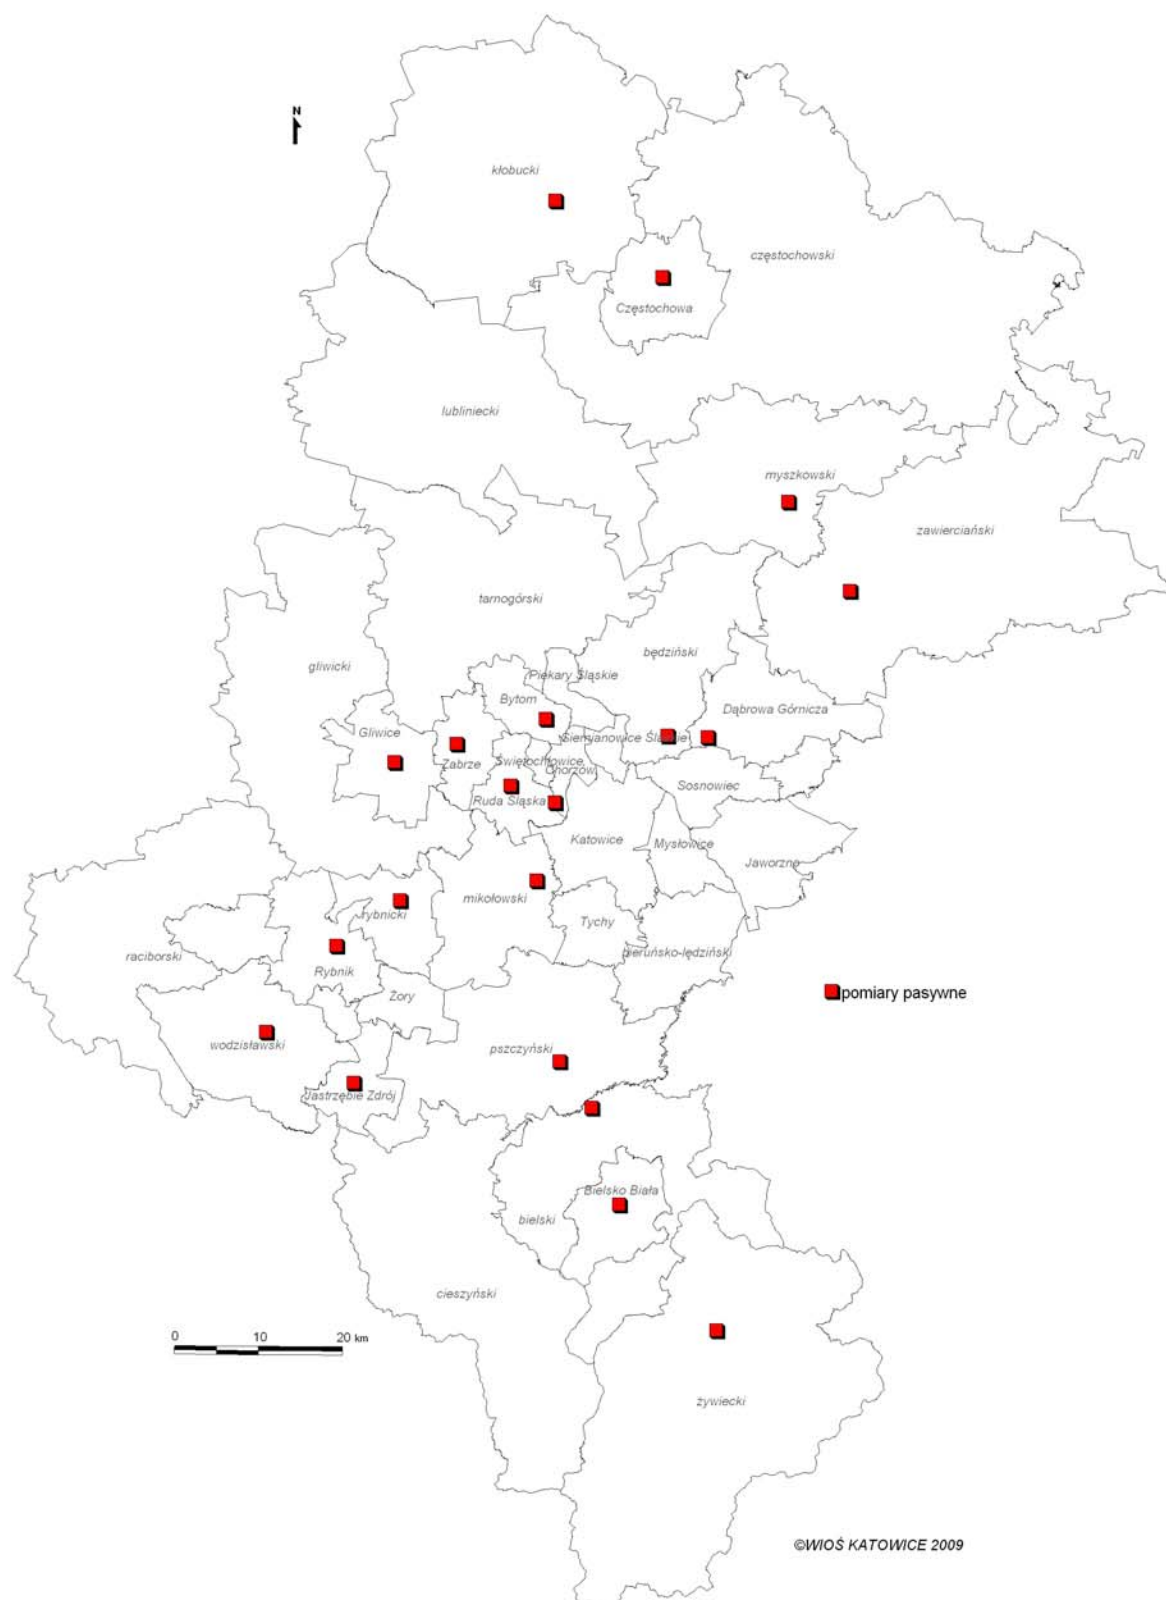 N
kłobucki
częstochowski
Częstochowa
lubliniecki
myszkowski
zawierciański
tarnogórski
będziński
gliwicki
Piekary Śląskie
Bytom
Dąbrowa Górnicza
Gliwice
Siemianowice Śląskie
Zabrze
Świętochłowice
Chorzów
Sosnowiec
Ruda Śląska
Katowice
Mysłowice
Jaworzno
mikołowski
rybnicki
Tychy
raciborski
bieruńsko-lędziński
Rybnik
Żory
pomiary pasywne
wodzisławski
pszczyński
Jastrzębie Zdrój
Bielsko Biała
bielski
cieszyński
0 10 20 km
żywiecki
©WIOŚ KATOWICE 2009